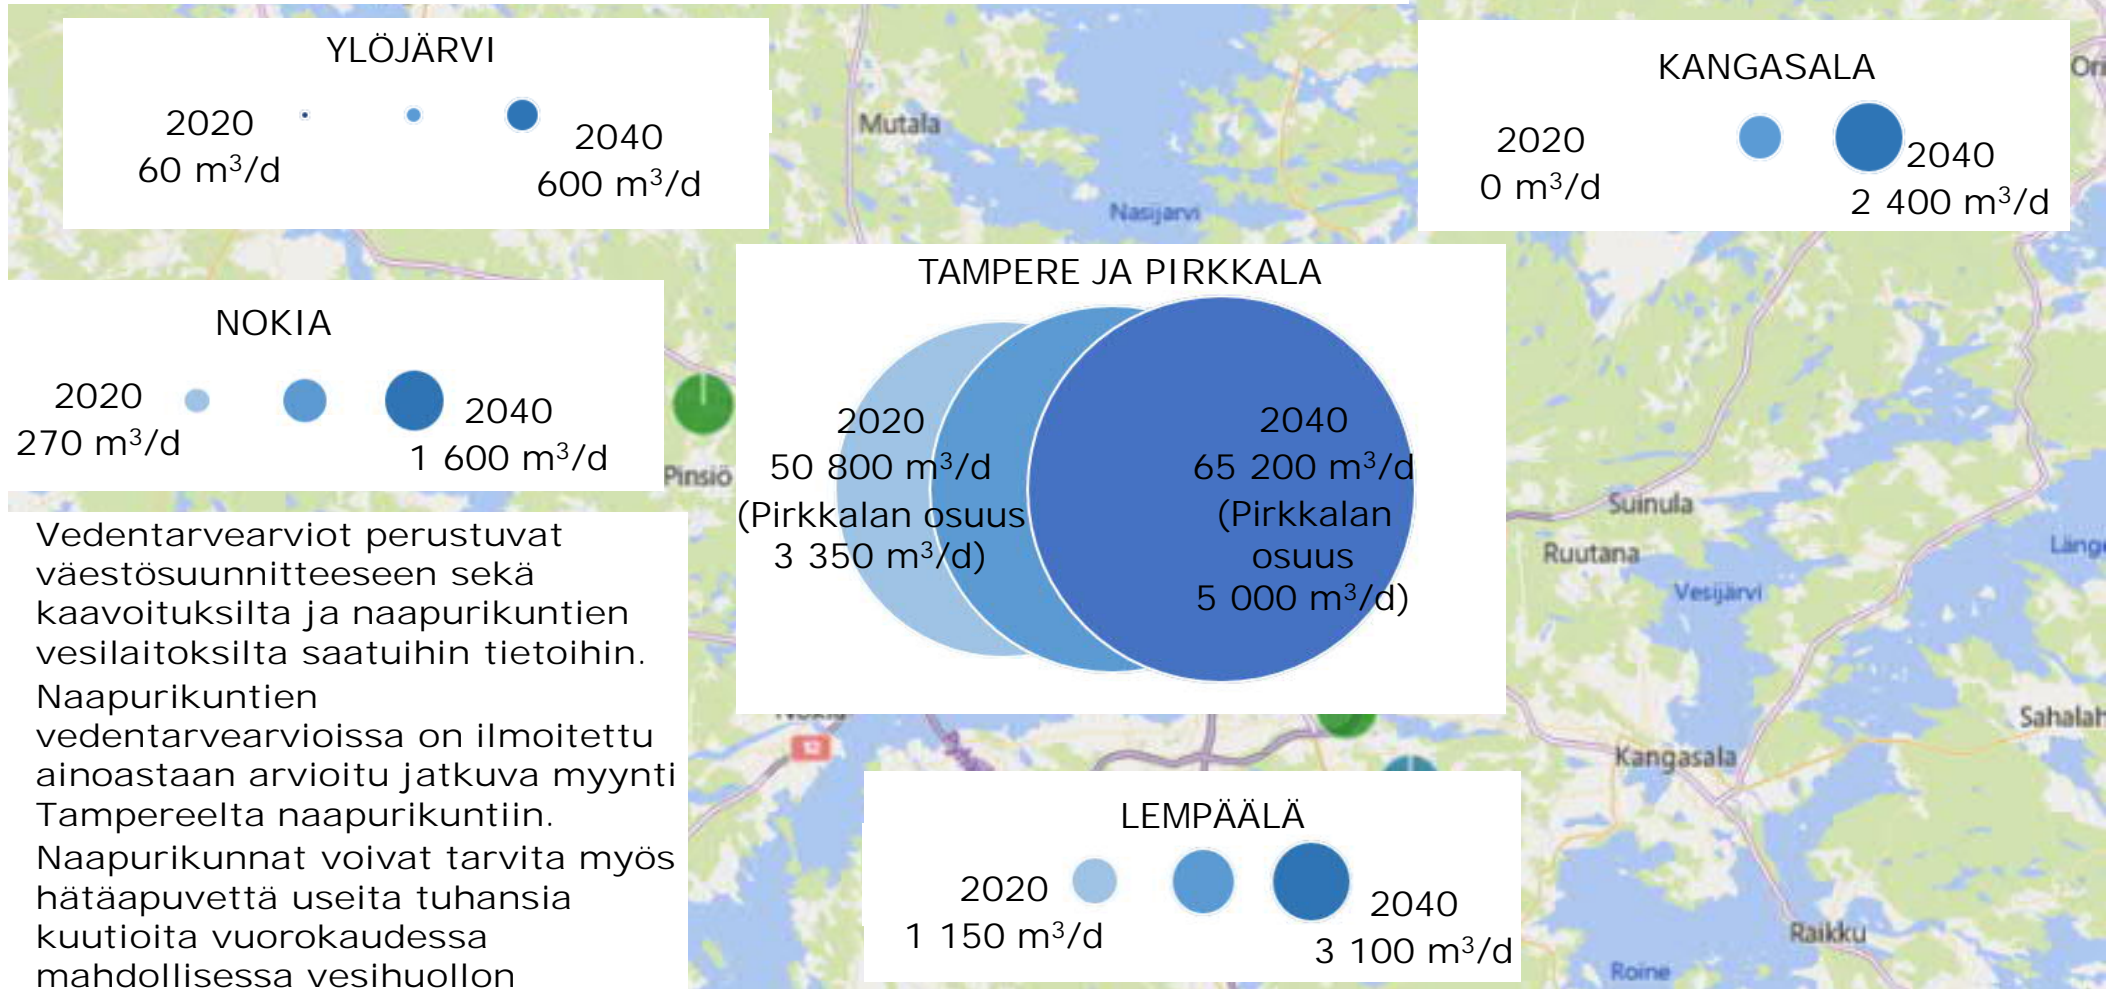 YLÖJÄRVI
2020
60 m³/d
2040
600 m³/d
KANGASALA
2020
0 m³/d
2040
2 400 m³/d
Mutala
Nasijarvi
TAMPERE JA PIRKKALA
2020
50 800 m³/d
(Pirkkalan osuus
3 350 m³/d)
2040
65 200 m³/d
(Pirkkalan
osuus
5 000 m³/d)
NOKIA
2020
270 m³/d
2040
1 600 m³/d
Pinsiö
Suinula
Ruutana
Vesijärvi
Kangasala
Raikku
Roine
12
Vedentarvearviot perustuvat
väestösuunnitteeseen sekä
kaavoituksilta ja naapurikuntien
vesilaitoksilta saatuihin tietoihin.
Naapurikuntien
vedentarvearvioissa on ilmoitettu
ainoastaan arvioitu jatkuva myynti
Tampereelta naapurikuntiin.
Naapurikunnat voivat tarvita myös
hätäapuvettä useita tuhansia
kuutioita vuorokaudessa
mahdollisessa vesihuollon
LEMPÄÄLÄ
2020
1 150 m³/d
2040
3 100 m³/d